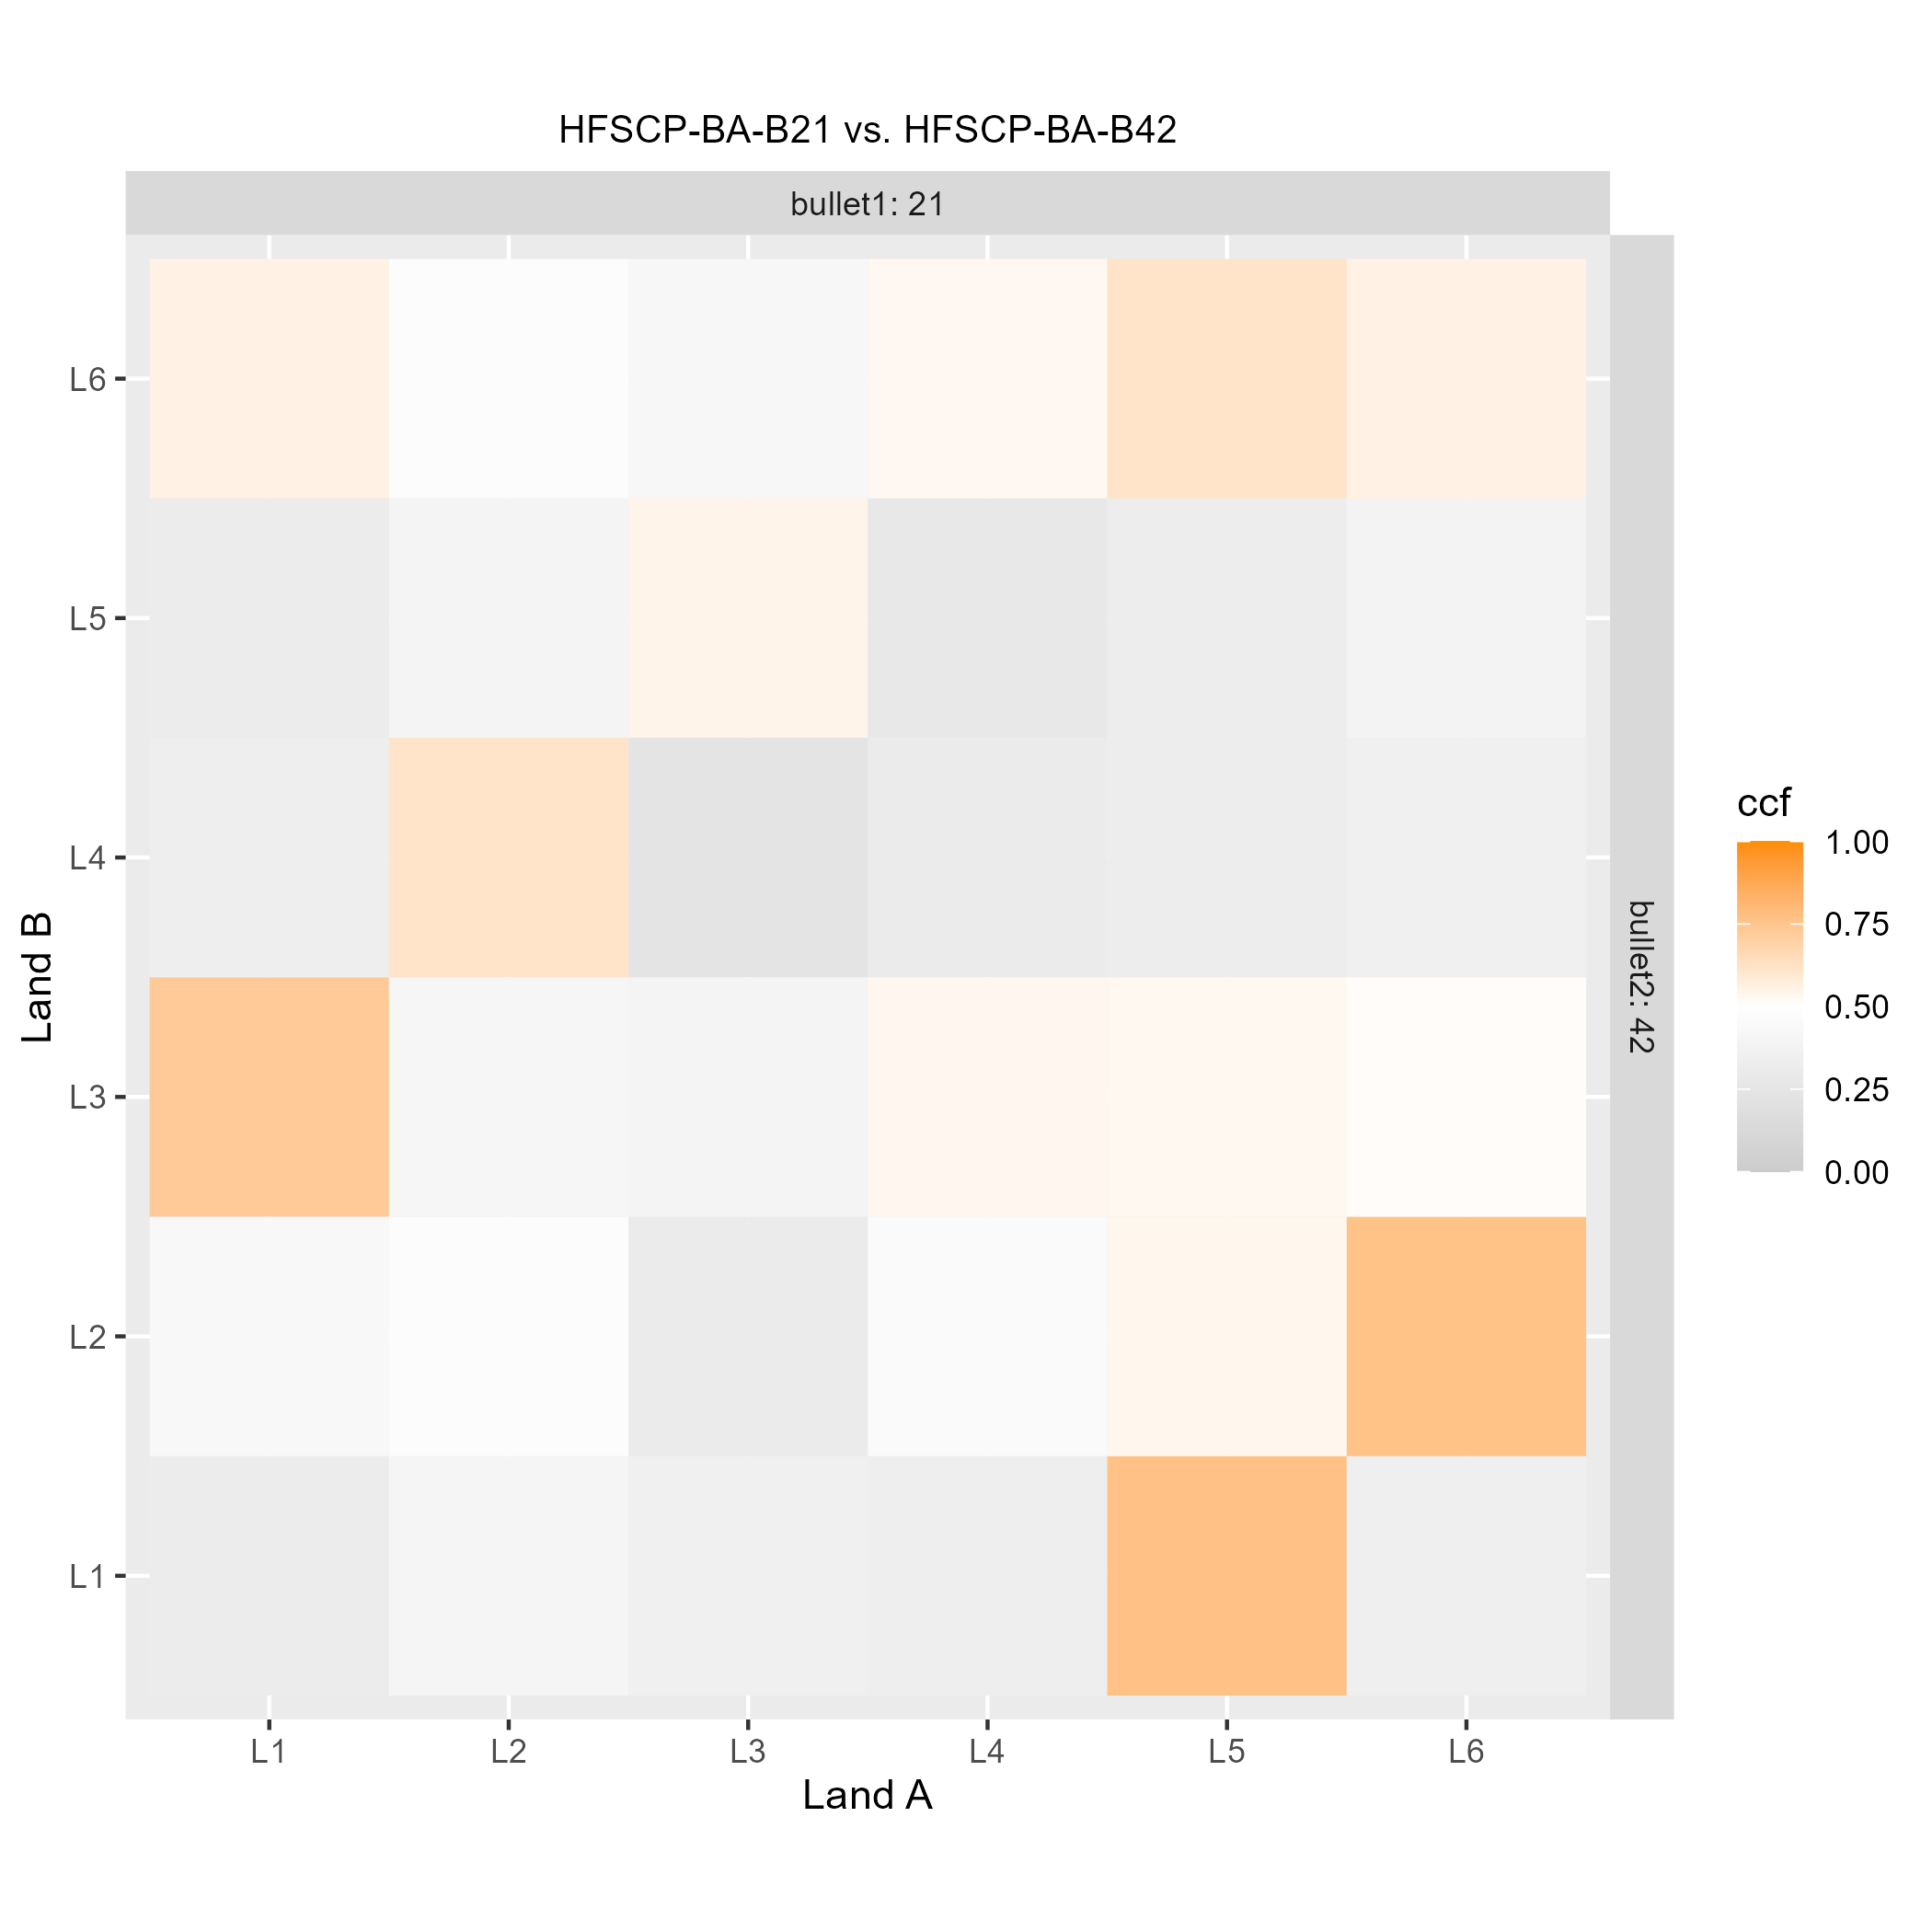 HFSCP-BA-B21 vs. HFSCP-BA-B42
bullet1: 21
L6
L5
L4
L3
L2
L1
Land B
bullet2: 42
L1 L2 L3 L4 L5 L6
Land A
ccf
1.00
0.75
0.50
0.25
0.00